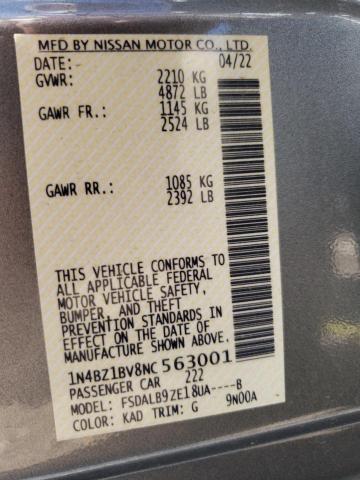 MFD BY NISSAN MOTOR CO., LTD.
DATE: 04/22
GVWR: 2210 KG
4872 LB
GAWR FR.: 1145 KG
2524 LB
GAWR RR.: 1085 KG
2392 LB
THIS VEHICLE CONFORMS TO
ALL APPLICABLE FEDERAL
MOTOR VEHICLE SAFETY,
BUMPER, AND THEFT
PREVENTION STANDARDS IN
EFFECT ON THE DATE OF
MANUFACTURE SHOWN ABOVE.
1N4BZ1BV8NC563001
PASSENGER CAR 222
MODEL: FSDALB9ZE18UA----B
COLOR: KAD TRIM: G 9N00A